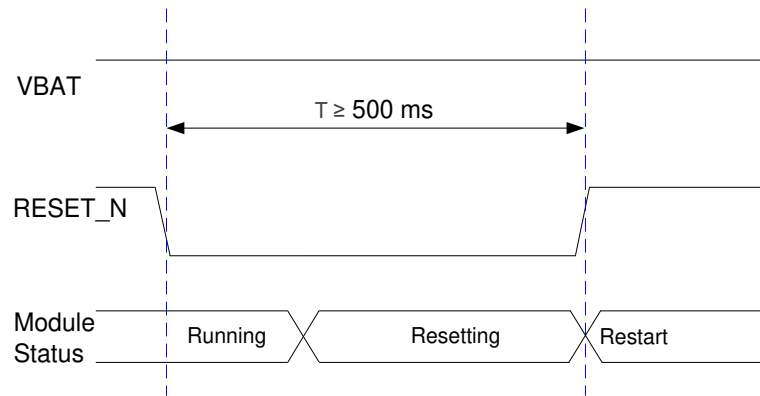 VBAT
T ≥ 500 ms
RESET_N
Module
Status
Running
Resetting
Restart